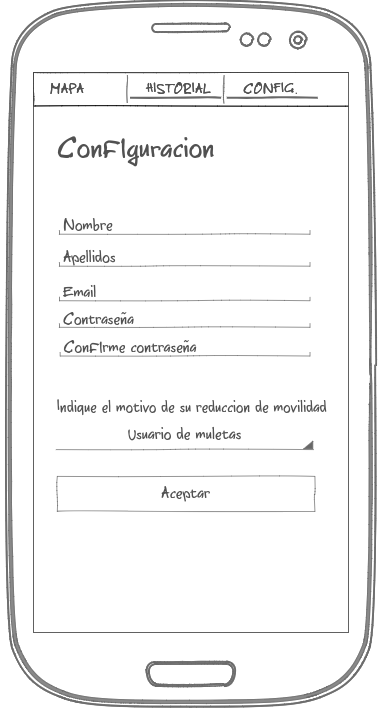 MAPA HISTORIAL CONFIG.
ConFIguracion
Nombre
Apellidos
Email
Contraseña
ConFIrme contraseña
Indique el motivo de su reduccion de movilidad
Usuario de muletas
Aceptar